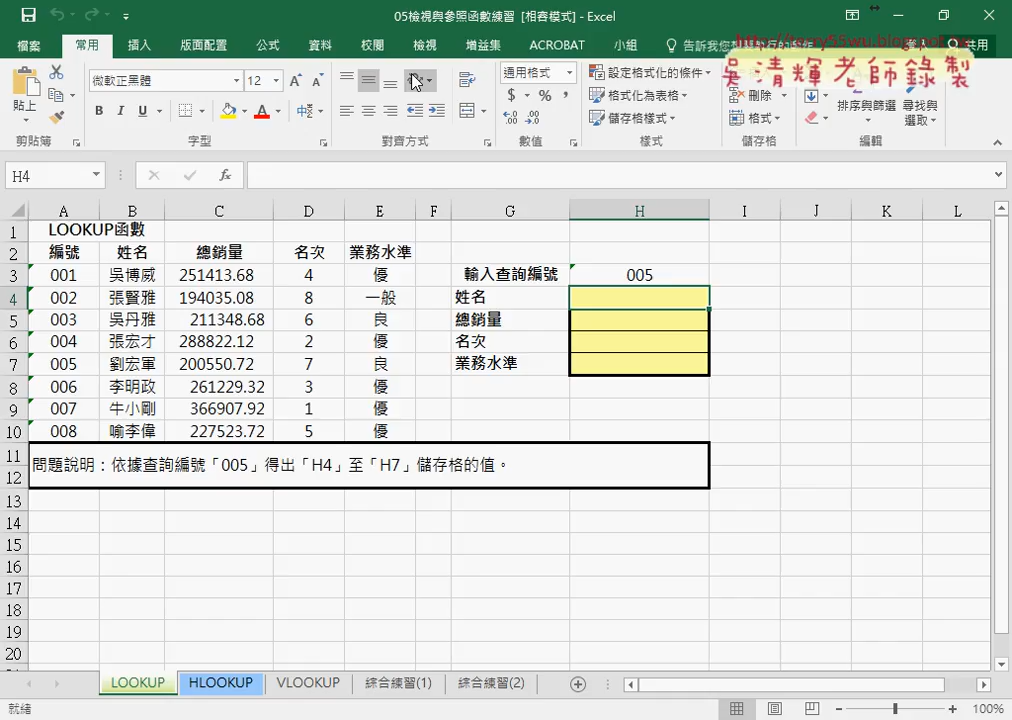 05檢視與參照函數練習 [相容模式] - Excel
http://terry55wu.blogspot.tw
吳清輝老師錄製
檔案 常用 插入 版面配置 公式 資料 校閱 檢視 增益集 ACROBAT 小組 告訴我 共用
貼上 微軟正黑體 12 通用格式 設定格式化的條件
B I U 格式化為表格 刪除 排序與篩選 尋找與選取
儲存格樣式 格式
剪貼簿 字型 對齊方式 數值 樣式 儲存格 編輯
H4 fx
A B C D E F G H I J K L
1 LOOKUP函數
2 編號 姓名 總銷量 名次 業務水準
3 001 吳博威 251413.68 4 優 輸入查詢編號 005
4 002 張賢雅 194035.08 8 一般 姓名
5 003 吳丹雅 211348.68 6 良 總銷量
6 004 張宏才 288822.12 2 優 名次
7 005 劉宏軍 200550.72 7 良 業務水準
8 006 李明政 261229.32 3 優
9 007 牛小剛 366907.92 1 優
10 008 喻李偉 227523.72 5 優
11 問題說明：依據查詢編號「005」得出「H4」至「H7」儲存格的值。
12
13
14
15
16
17
18
19
20
LOOKUP HLOOKUP VLOOKUP 綜合練習(1) 綜合練習(2)
就緒 100%